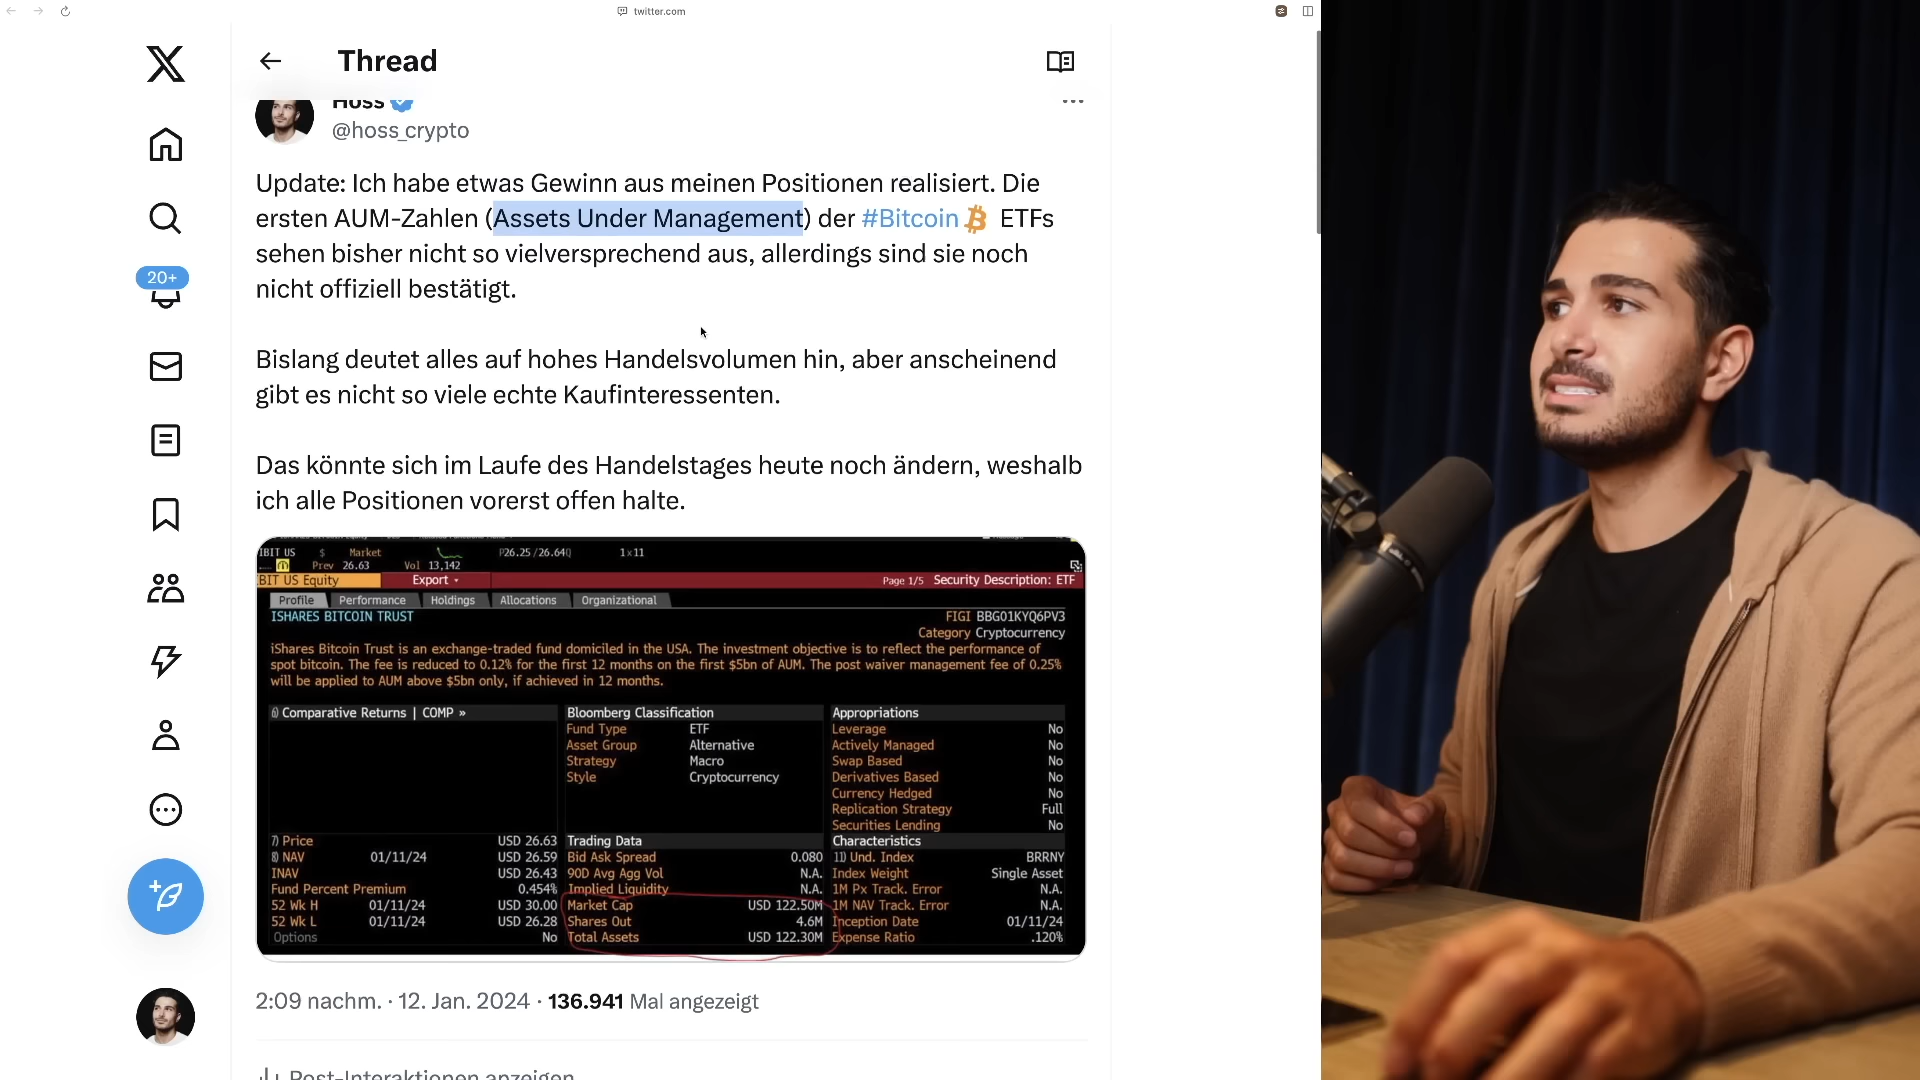 twitter.com
Thread
Hoss
@hoss_crypto
Update: Ich habe etwas Gewinn aus meinen Positionen realisiert. Die
ersten AUM-Zahlen (Assets Under Management) der #Bitcoin ETFs
sehen bisher nicht so vielversprechend aus, allerdings sind sie noch
nicht offiziell bestätigt.
20+
Bislang deutet alles auf hohes Handelsvolumen hin, aber anscheinend
gibt es nicht so viele echte Kaufinteressenten.
Das könnte sich im Laufe des Handelstages heute noch ändern, weshalb
ich alle Positionen vorerst offen halte.
IBIT US $ Market P26.25/26.64Q 1×11
Prev 26.63 Vol 13,142
BIT US Equity Export Page 1/5 Security Description: ETF
Profile Performance Holdings Allocations Organizational
ISHARES BITCOIN TRUST FIGI BBG01KYQ6PV3
Category Cryptocurrency
iShares Bitcoin Trust is an exchange-traded fund domiciled in the USA. The investment objective is to reflect the performance of
spot bitcoin. The fee is reduced to 0.12% for the first 12 months on the first $5bn of AUM. The post waiver management fee of 0.25%
will be applied to AUM above $5bn only, if achieved in 12 months.
6) Comparative Returns | COMP » Bloomberg Classification Appropriations
Fund Type ETF Leverage No
Asset Group Alternative Actively Managed No
Strategy Macro Swap Based No
Style Cryptocurrency Derivatives Based No
Currency Hedged No
Replication Strategy Full
Securities Lending No
7) Price USD 26.63 Trading Data Characteristics
8) NAV 01/11/24 USD 26.59 Bid Ask Spread 0.080 11) Und. Index BRRNY
INAV USD 26.43 90D Avg Agg Vol N.A. Index Weight Single Asset
Fund Percent Premium 0.454% Implied Liquidity N.A. 1M Px Track. Error N.A.
52 Wk H 01/11/24 USD 30.00 Market Cap USD 122.50M 1M NAV Track. Error N.A.
52 Wk L 01/11/24 USD 26.28 Shares Out 4.6M Inception Date 01/11/24
Options No Total Assets USD 122.30M Expense Ratio .120%
2:09 nachm. · 12. Jan. 2024 · 136.941 Mal angezeigt
Post-Interaktionen anzeigen